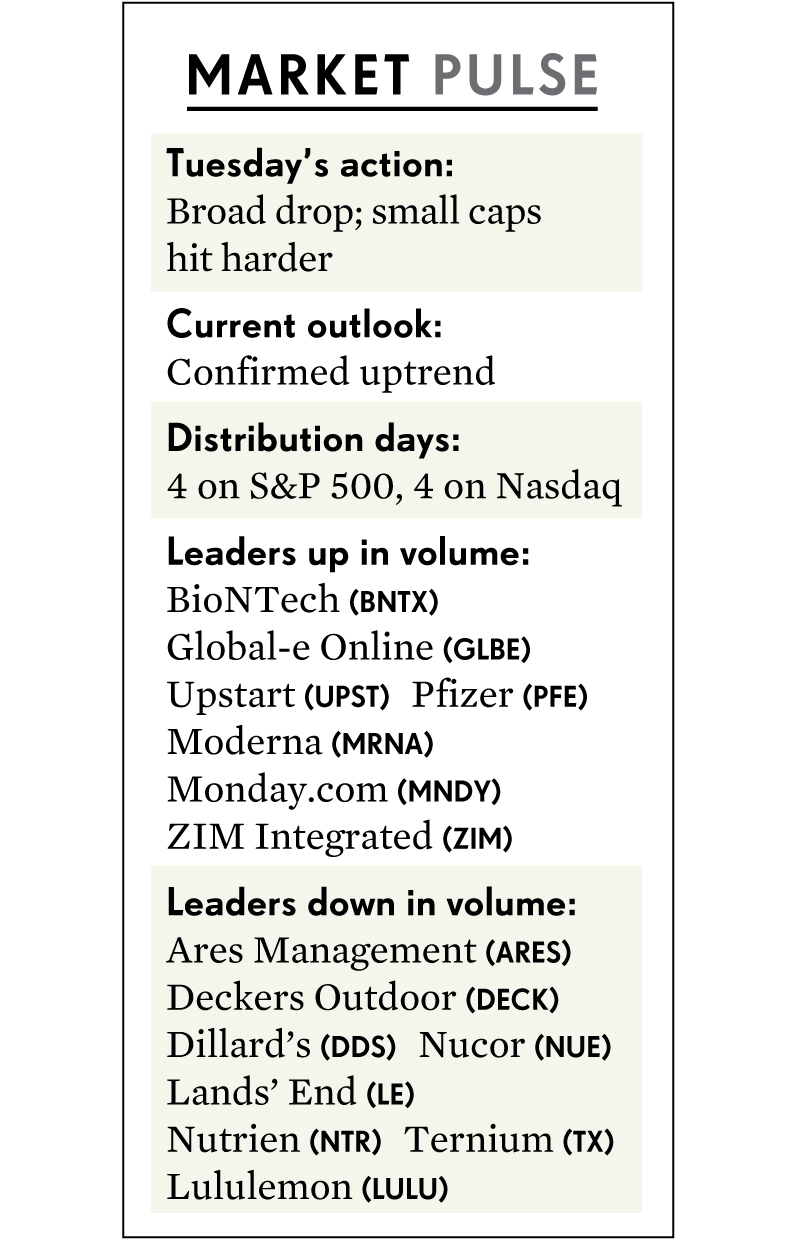 MARKET PULSE
Tuesday’s action:
Broad drop; small caps
hit harder
Current outlook:
Confirmed uptrend
Distribution days:
4 on S&P 500, 4 on Nasdaq
Leaders up in volume:
BioNTech (BNTX)
Global-e Online (GLBE)
Upstart (UPST) Pfizer (PFE)
Moderna (MRNA)
Monday.com (MNDY)
ZIM Integrated (ZIM)
Leaders down in volume:
Ares Management (ARES)
Deckers Outdoor (DECK)
Dillard’s (DDS) Nucor (NUE)
Lands’ End (LE)
Nutrien (NTR) Ternium (TX)
Lululemon (LULU)